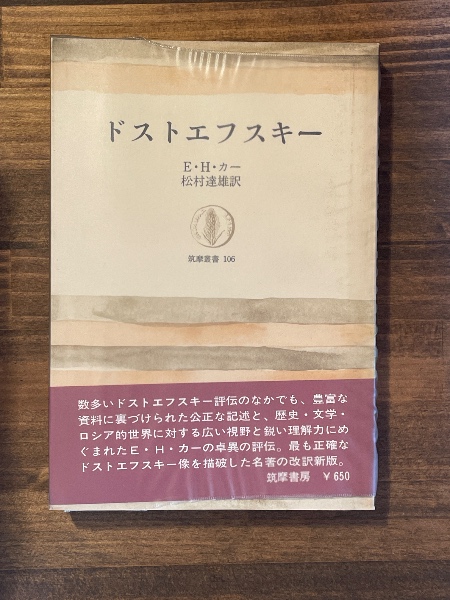 ドストエフスキー
E・H・カー
松村達雄訳
筑摩叢書 106
数多いドストエフスキー評伝のなかでも、豊富な
資料に裏づけられた公正な記述と、歴史・文学・
ロシア的世界に対する広い視野と鋭い理解力にめ
ぐまれたE・H・カーの卓異の評伝。最も正確な
ドストエフスキー像を描破した名著の改訳新版。
筑摩書房 ¥650